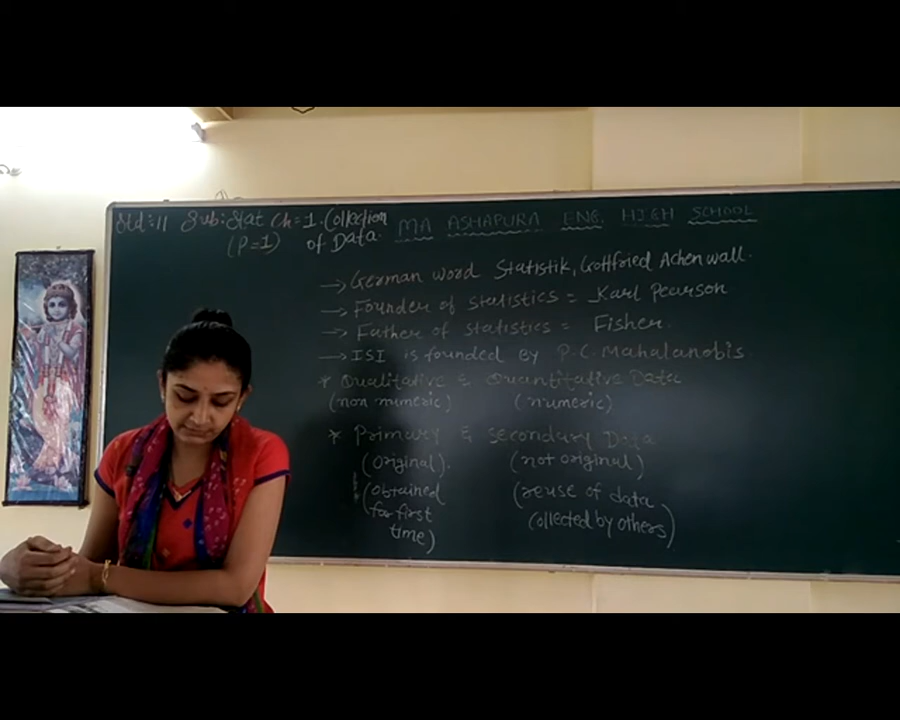 Std:11 Sub:Stat Ch=1.Collection
(P=1) of Data.
MA ASHAPURA ENG. HIGH SCHOOL
→ German word Statistik, Gottfried Achenwall.
→ Founder of statistics = Karl Pearson
→ Father of statistics = Fisher.
→ ISI is founded by P.C. Mahalanobis.
* Qualitative & Quantitative Data
(non numeric) (numeric)
* Primary & secondary Data
(original). (not original)
(obtained (reuse of data
for first collected by others)
time)